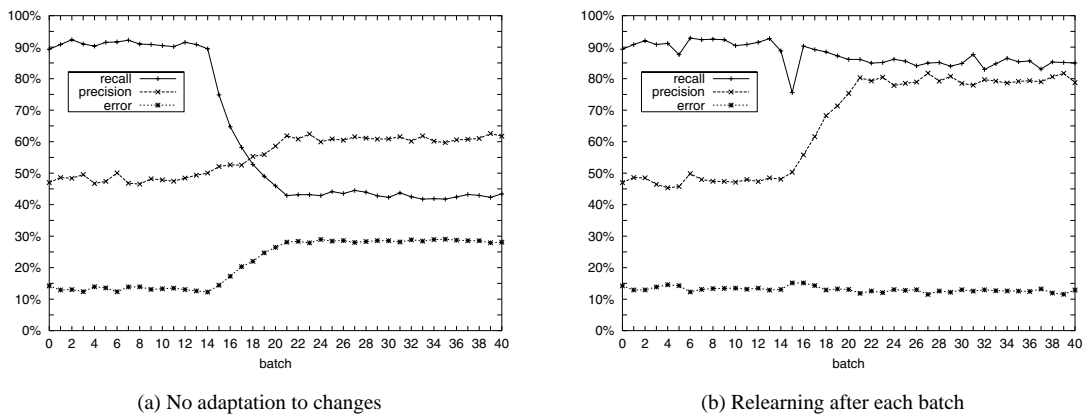 100%
90%
80%
70%
60%
50%
40%
30%
20%
10%
0%
recall
precision
error
0 2 4 6 8 10 12 14 16 18 20 22 24 26 28 30 32 34 36 38 40
batch
(a) No adaptation to changes
100%
90%
80%
70%
60%
50%
40%
30%
20%
10%
0%
recall
precision
error
0 2 4 6 8 10 12 14 16 18 20 22 24 26 28 30 32 34 36 38 40
batch
(b) Relearning after each batch